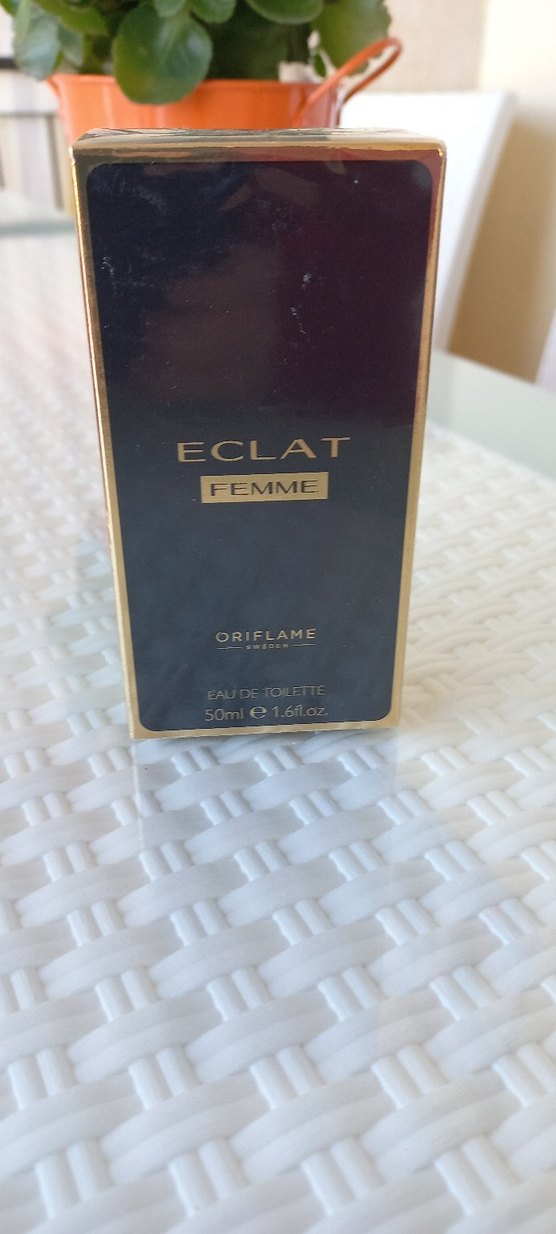 ECLAT
FEMME
ORIFLAME
SWEDEN
EAU DE TOILETTE
50ml ℮ 1.6fl.oz.